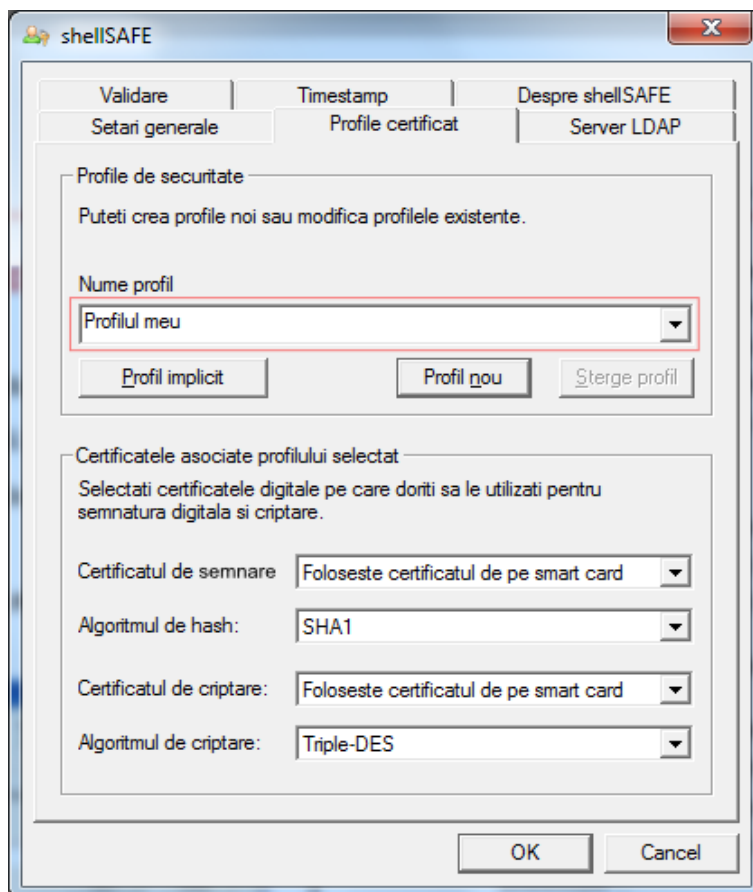 shellSAFE
Validare
Timestamp
Despre shellSAFE
Setari generale
Profile certificat
Server LDAP
Profile de securitate
Puteti crea profile noi sau modifica profilele existente.
Nume profil
Profilul meu
Profil implicit
Profil nou
Sterge profil
Certificatele asociate profilului selectat
Selectati certificatele digitale pe care doriti sa le utilizati pentru
semnatura digitala si criptare.
Certificatul de semnare
Foloseste certificatul de pe smart card
Algoritmul de hash:
SHA1
Certificatul de criptare:
Foloseste certificatul de pe smart card
Algoritmul de criptare:
Triple-DES
OK
Cancel